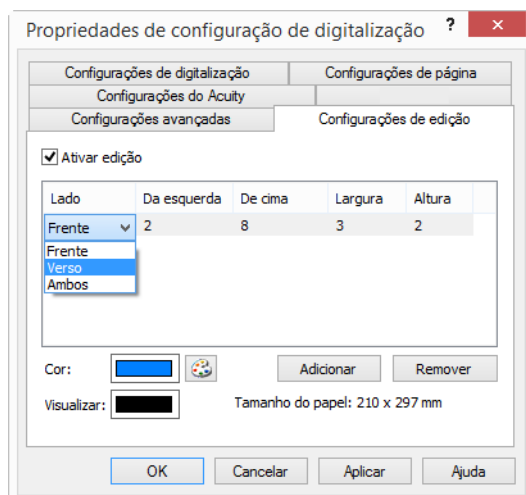 Propriedades de configuração de digitalização ? ×
Configurações de digitalização Configurações de página
Configurações do Acuity
Configurações avançadas Configurações de edição
Ativar edição
Lado Da esquerda De cima Largura Altura
Frente 2 8 3 2
Frente
Verso
Ambos
Cor: Adicionar Remover
Visualizar: Tamanho do papel: 210 x 297 mm
OK Cancelar Aplicar Ajuda